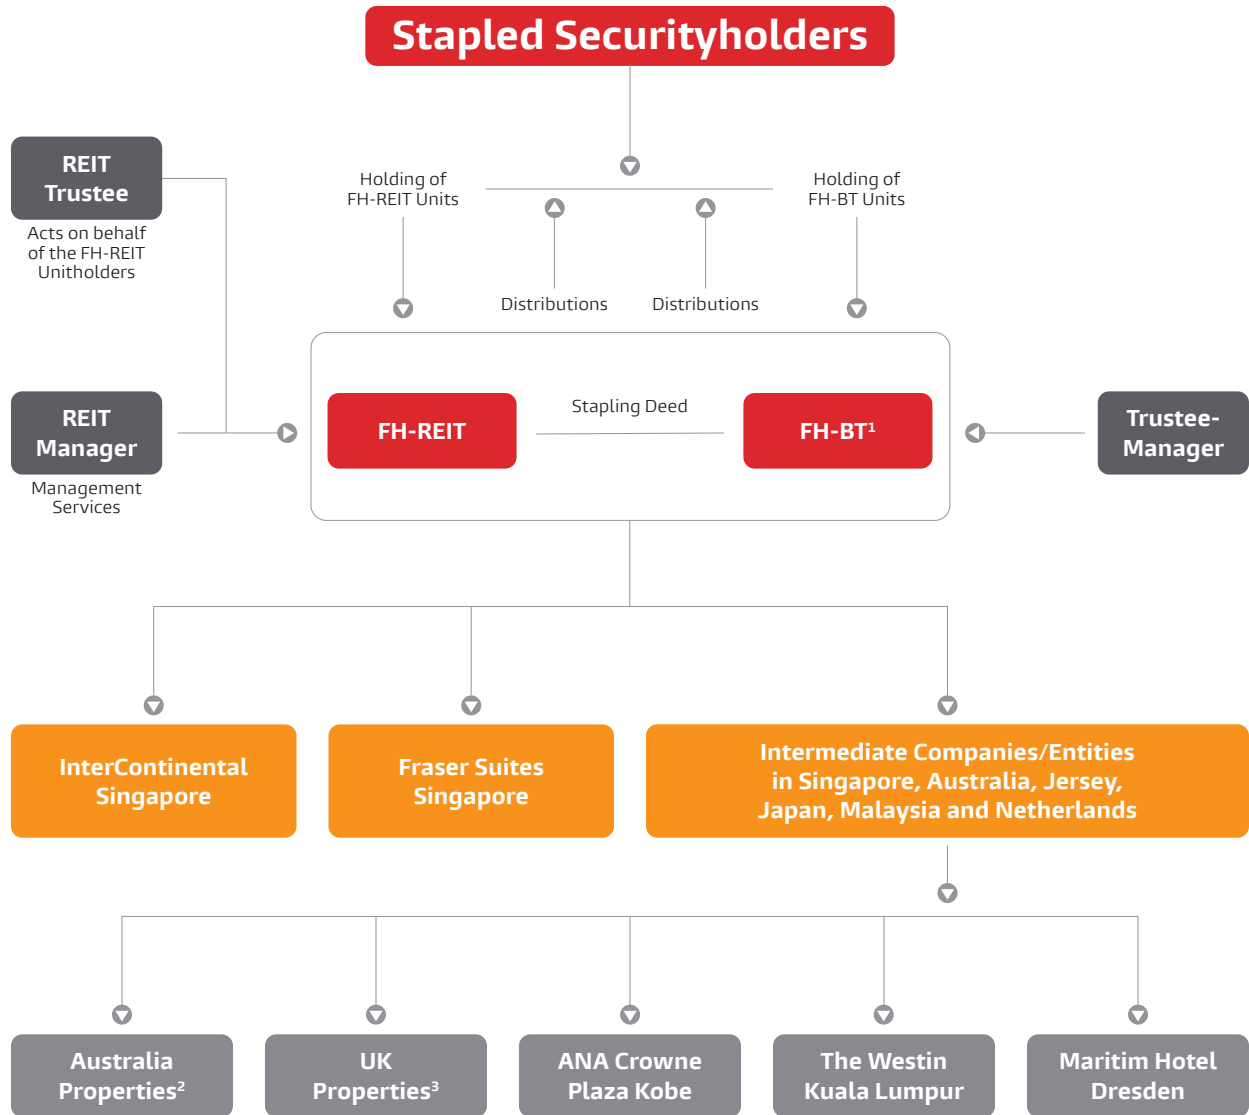 Stapled Securityholders
REIT
Trustee
Acts on behalf
of the FH-REIT
Unitholders
Holding of
FH-REIT Units
Holding of
FH-BT Units
Distributions
Distributions
REIT
Manager
Management
Services
FH-REIT
Stapling Deed
FH-BT¹
Trustee-
Manager
InterContinental
Singapore
Fraser Suites
Singapore
Intermediate Companies/Entities
in Singapore, Australia, Jersey,
Japan, Malaysia and Netherlands
Australia
Properties²
UK
Properties³
ANA Crowne
Plaza Kobe
The Westin
Kuala Lumpur
Maritim Hotel
Dresden